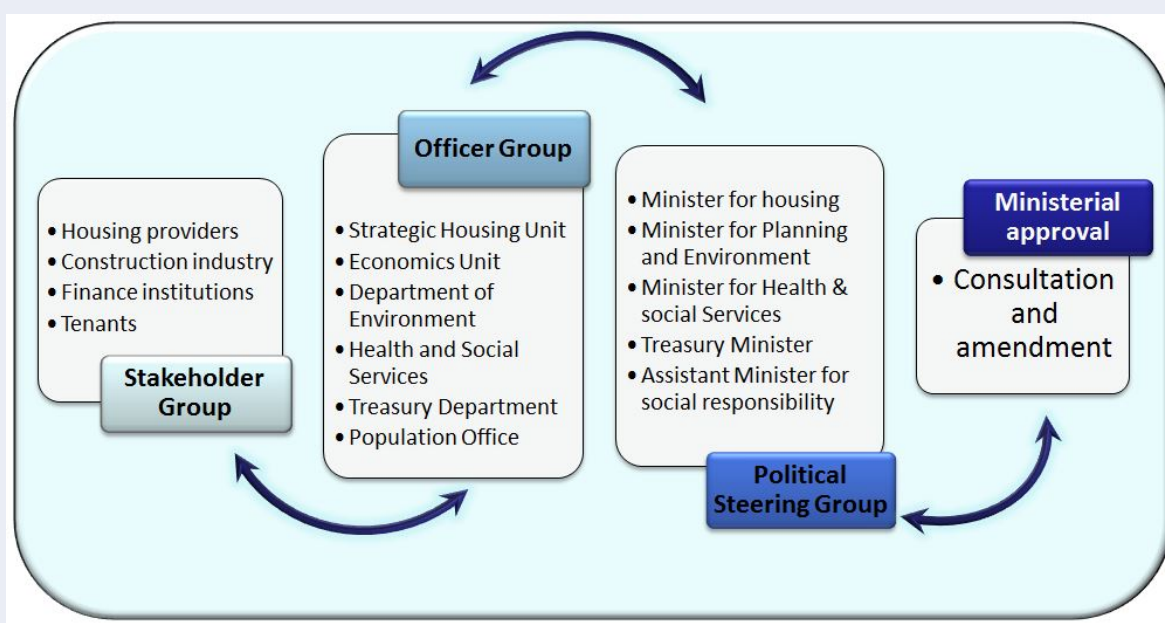 • Housing providers
• Construction industry
• Finance institutions
• Tenants
Stakeholder
Group
Officer Group
• Strategic Housing Unit
• Economics Unit
• Department of
Environment
• Health and Social
Services
• Treasury Department
• Population Office
• Minister for housing
• Minister for Planning
and Environment
• Minister for Health &
social Services
• Treasury Minister
• Assistant Minister for
social responsibility
Political
Steering Group
Ministerial
approval
• Consultation
and
amendment